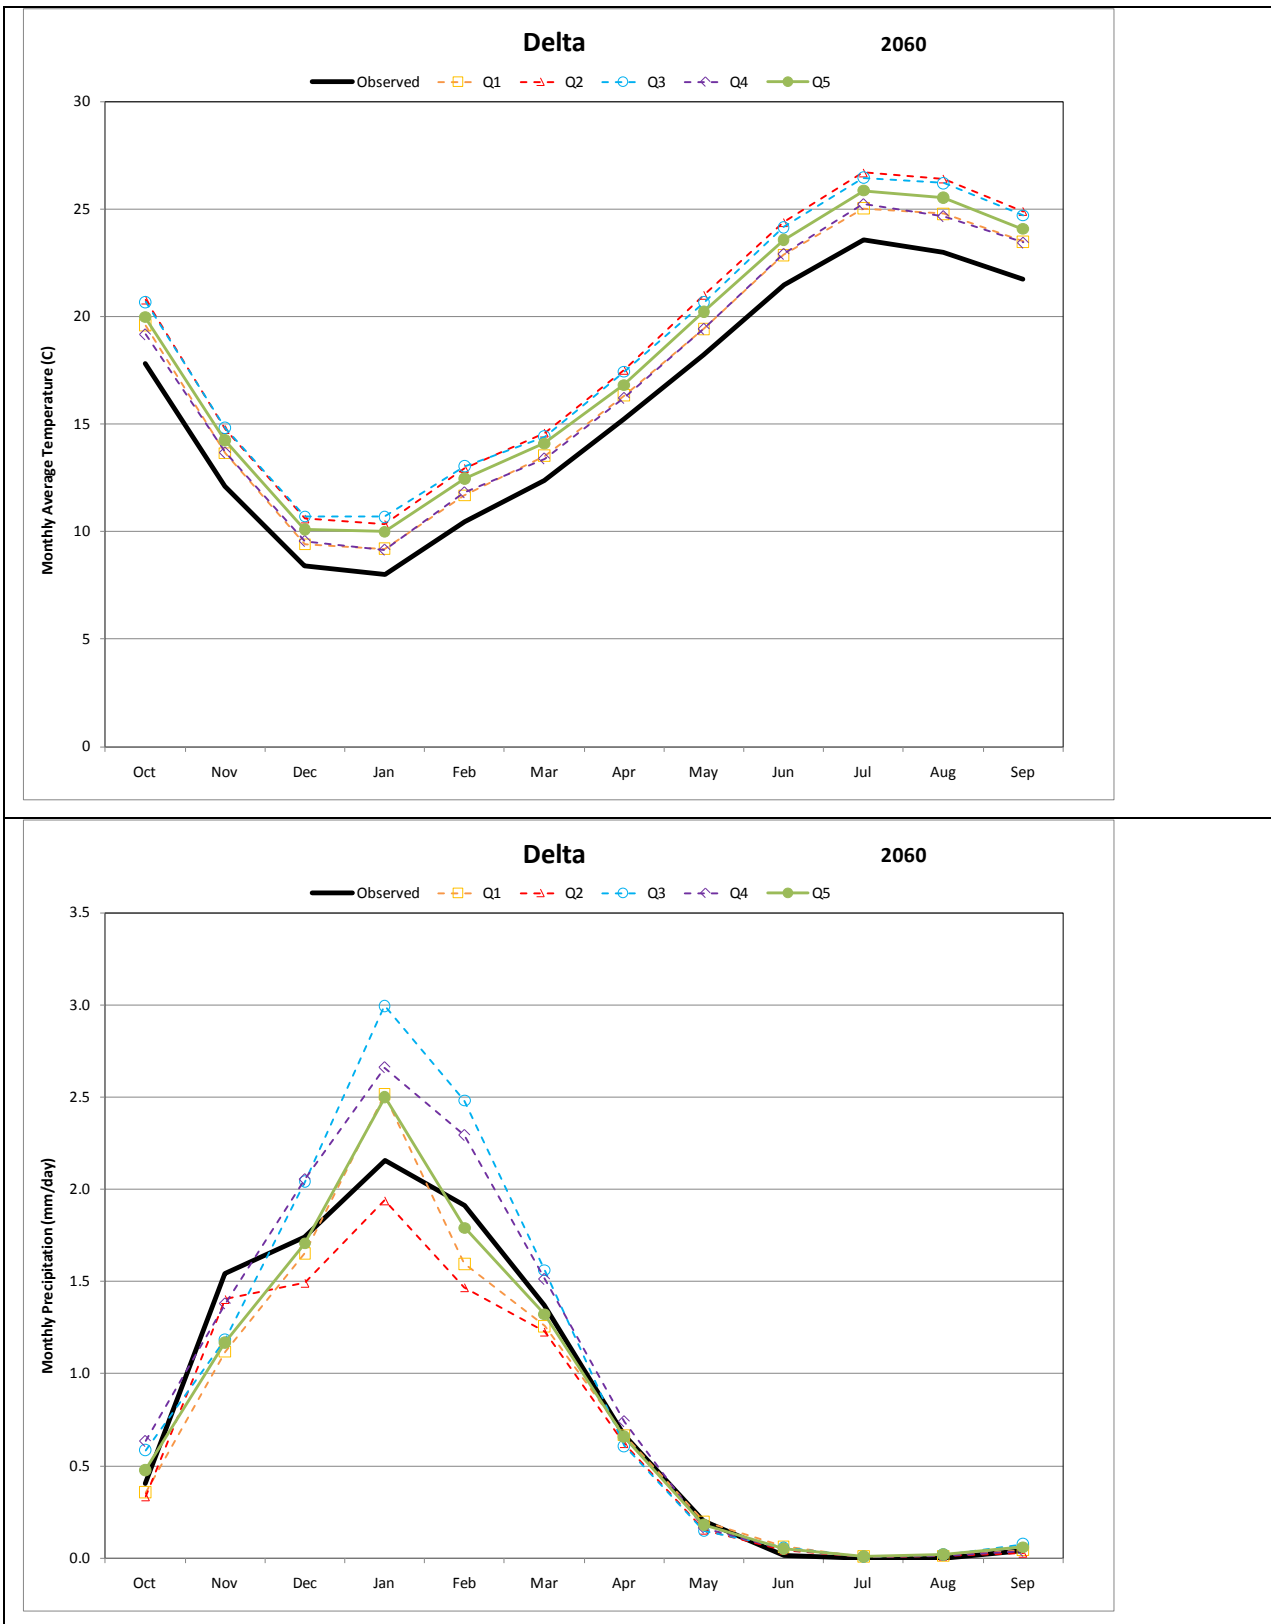 Delta 2060
Observed Q1 Q2 Q3 Q4 Q5
30
25
20
15
10
5
0
Monthly Average Temperature (C)
Oct Nov Dec Jan Feb Mar Apr May Jun Jul Aug Sep
Delta 2060
Observed Q1 Q2 Q3 Q4 Q5
3.5
3.0
2.5
2.0
1.5
1.0
0.5
0.0
Monthly Precipitation (mm/day)
Oct Nov Dec Jan Feb Mar Apr May Jun Jul Aug Sep